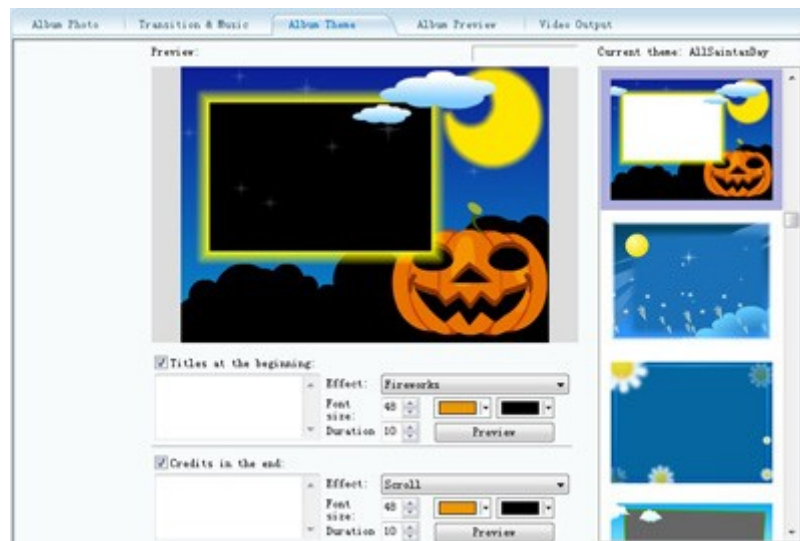 Album Photo Transition & Music Album Theme Album Preview Video Output
Preview:
Current theme: AllSaintasDay
Titles at the beginning:
Effect: Fireworks
Font size: 48
Duration 10 Preview
Credits in the end:
Effect: Scroll
Font size: 48
Duration 10 Preview